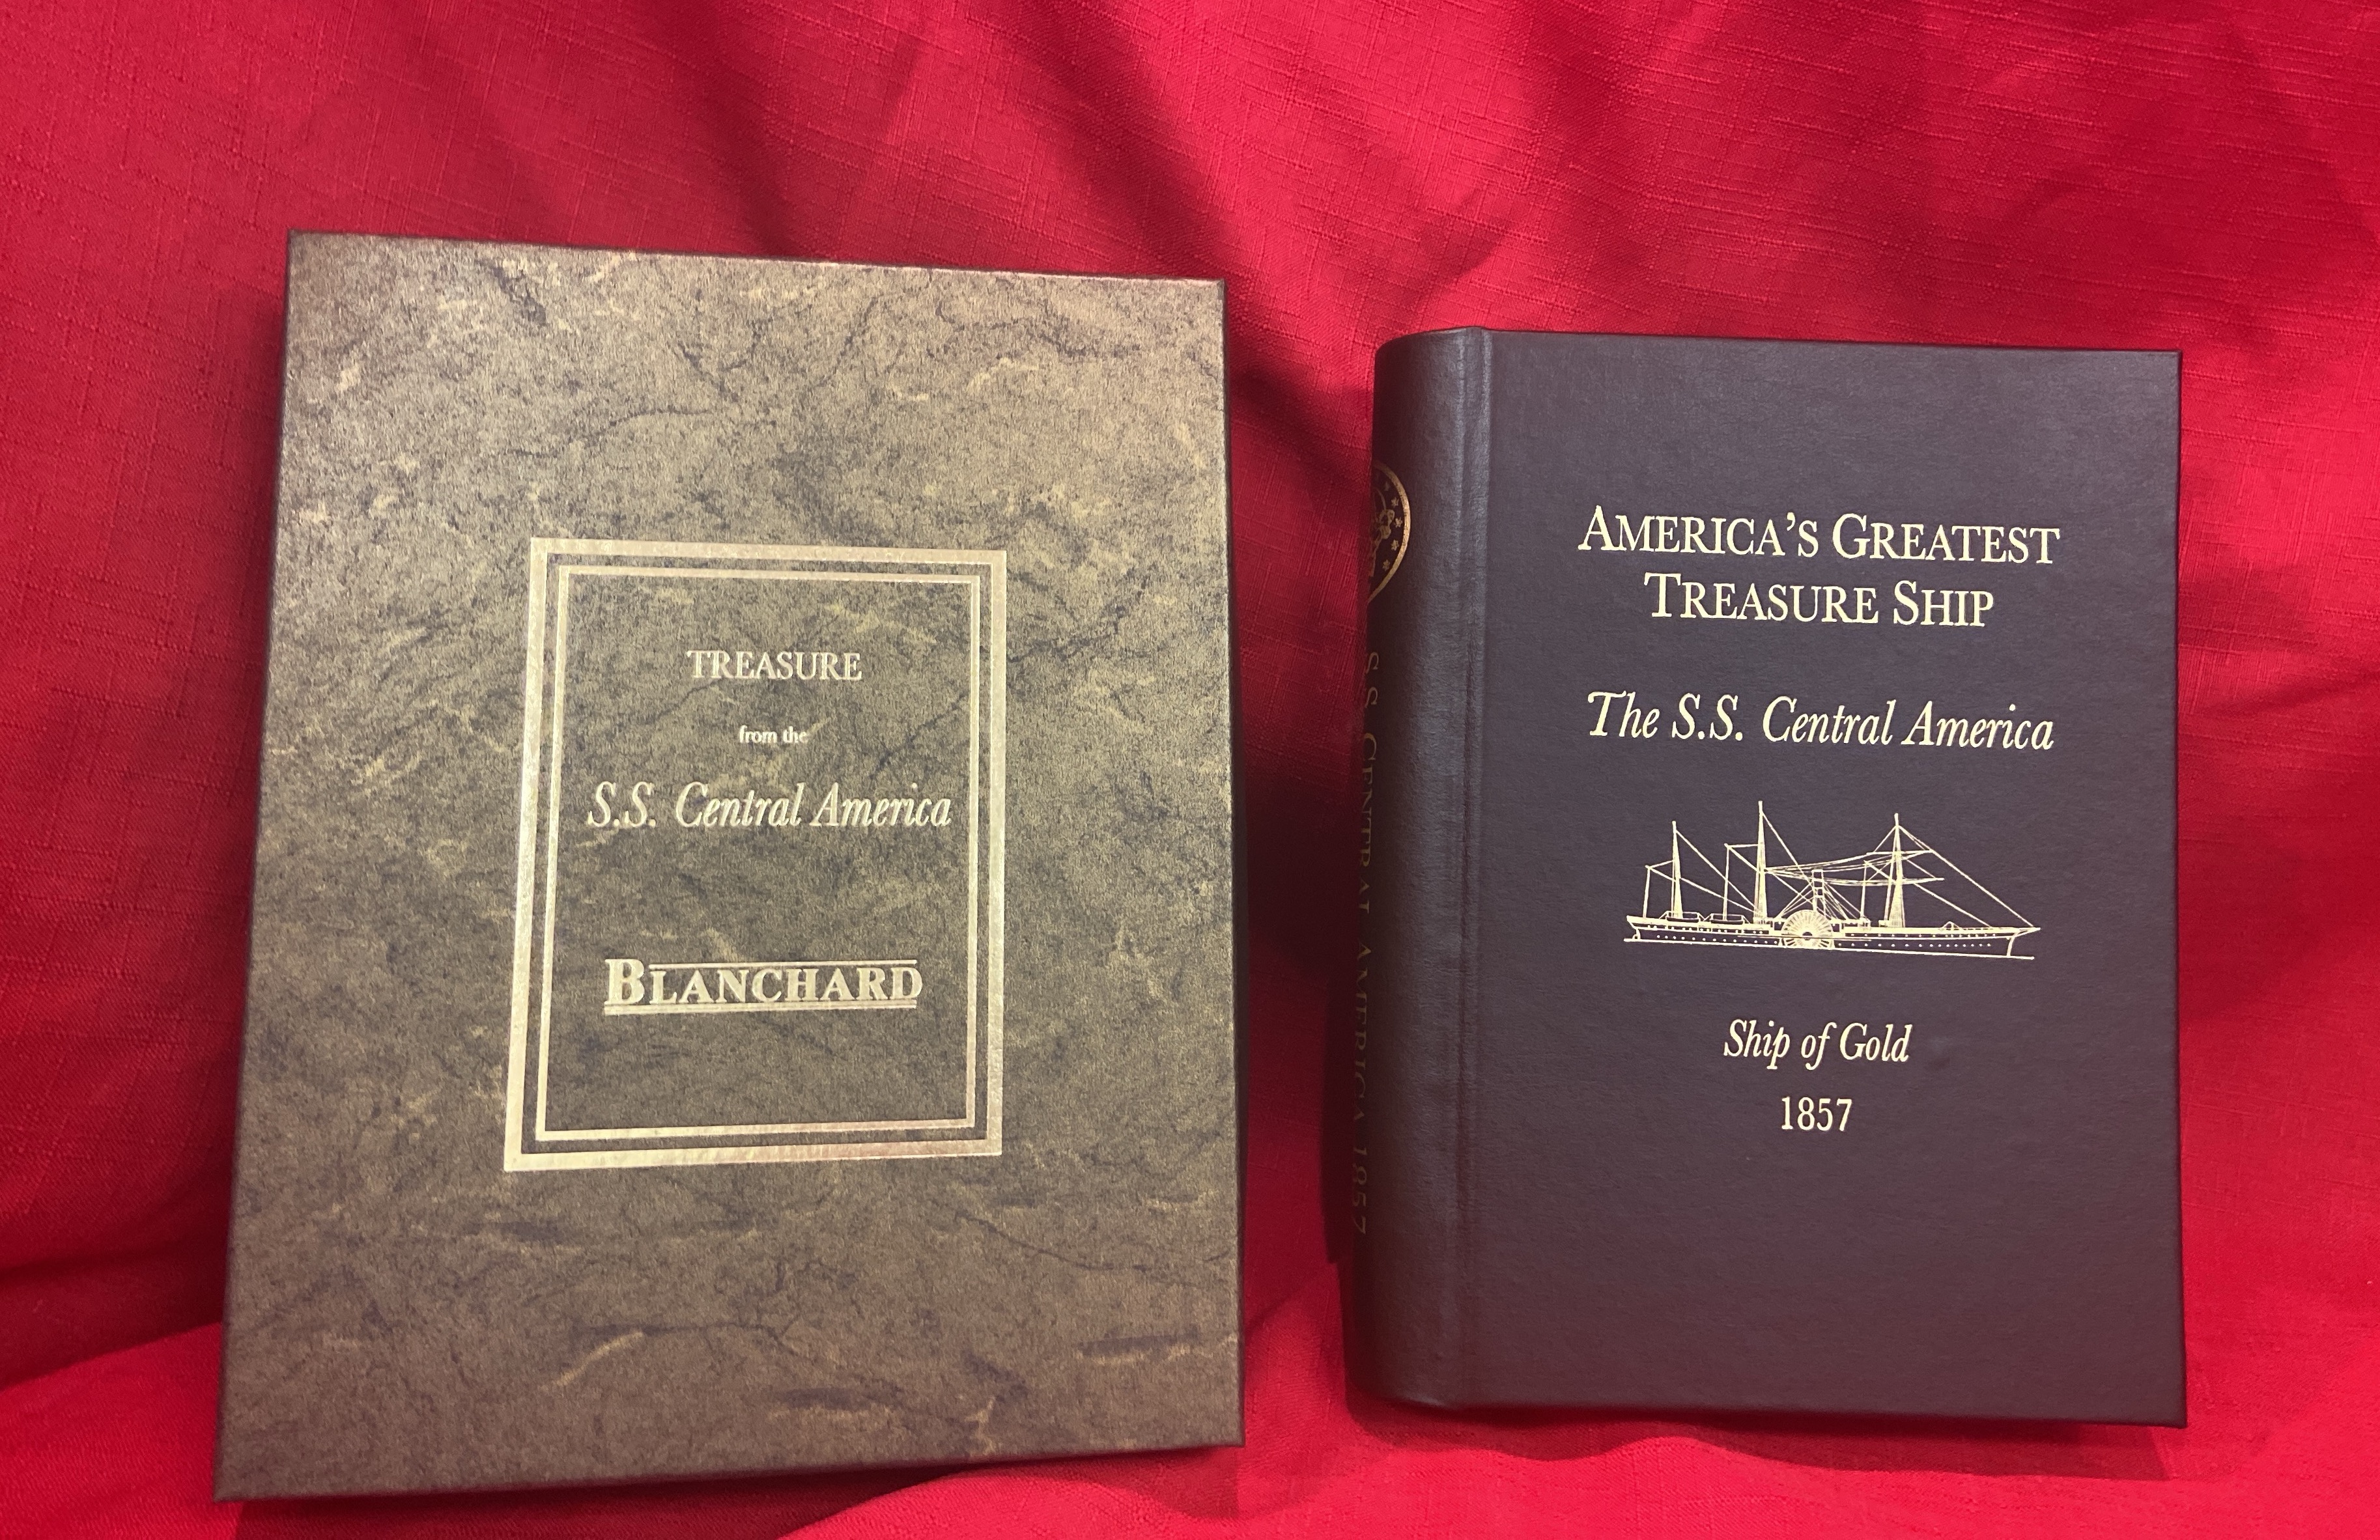 TREASURE
from the
S.S. Central America
BLANCHARD
S.S. CENTRAL AMERICA 1857
AMERICA'S GREATEST
TREASURE SHIP
The S.S. Central America
Ship of Gold
1857